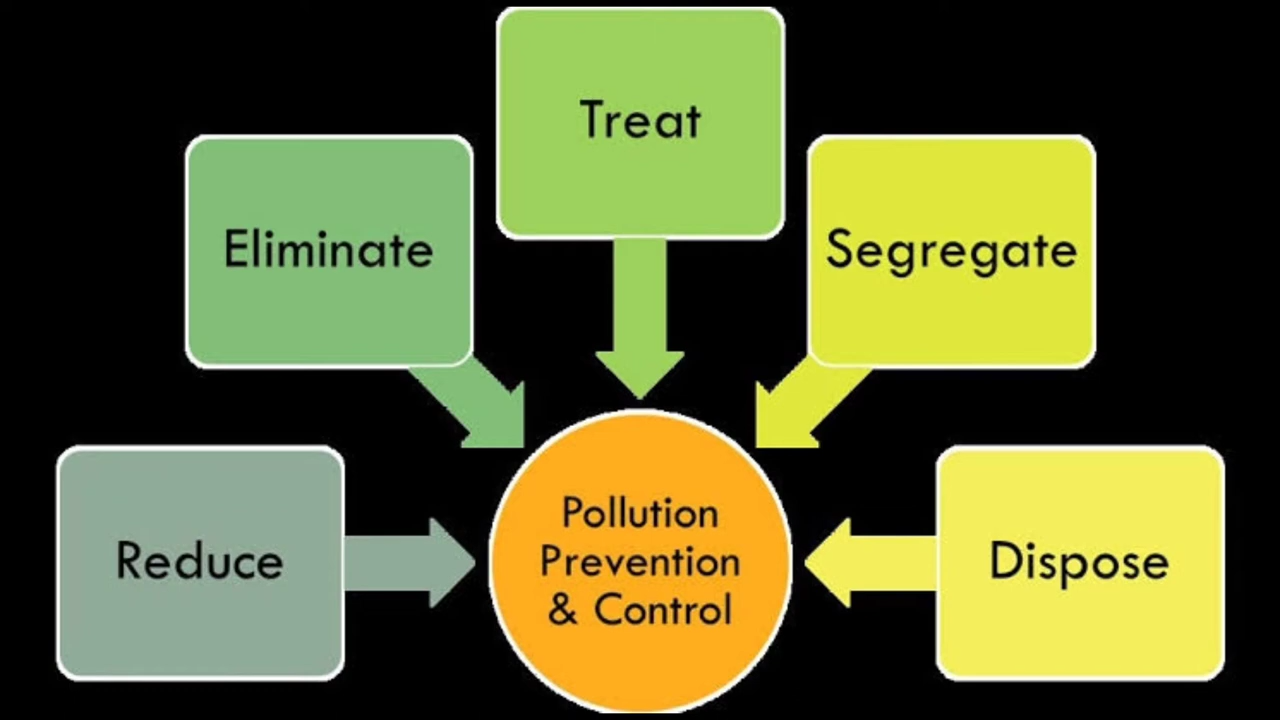 Treat
Eliminate
Segregate
Reduce
Pollution
Prevention
& Control
Dispose